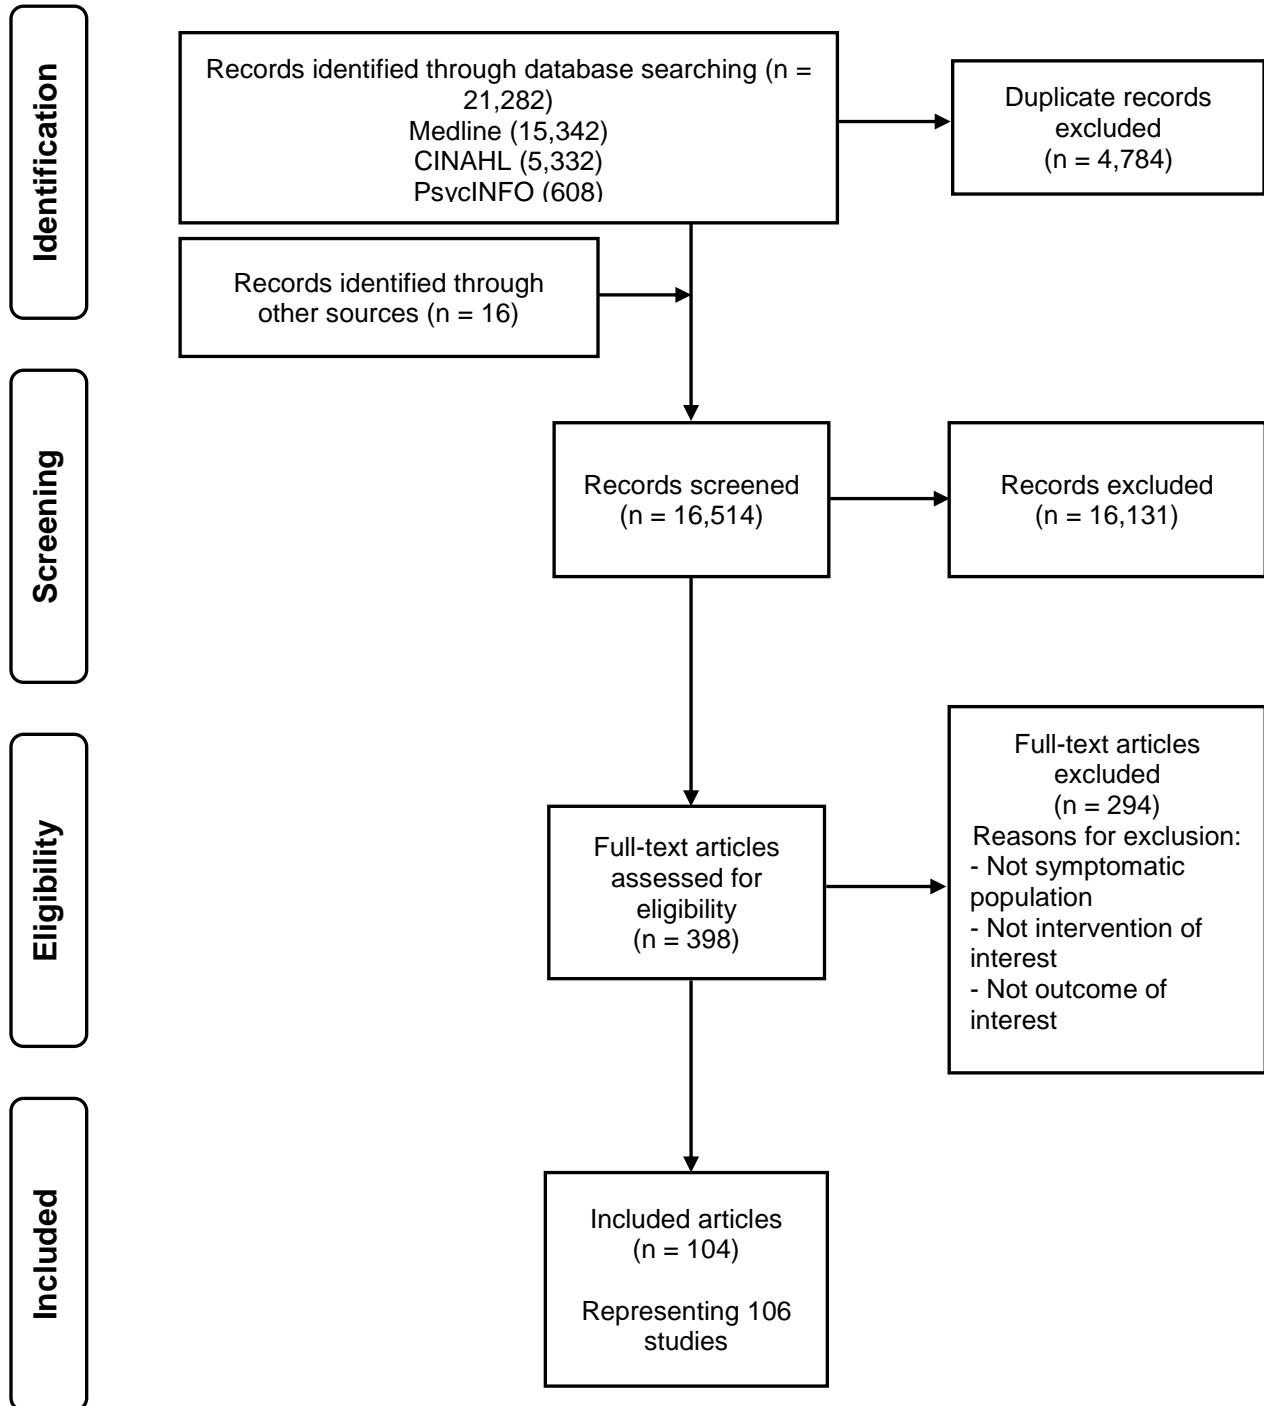 Identification
Records identified through database searching (n =
21,282)
Medline (15,342)
CINAHL (5,332)
PsycINFO (608)
Duplicate records
excluded
(n = 4,784)
Records identified through
other sources (n = 16)
Screening
Records screened
(n = 16,514)
Records excluded
(n = 16,131)
Eligibility
Full-text articles
assessed for
eligibility
(n = 398)
Full-text articles
excluded
(n = 294)
Reasons for exclusion:
- Not symptomatic
population
- Not intervention of
interest
- Not outcome of
interest
Included
Included articles
(n = 104)
Representing 106
studies